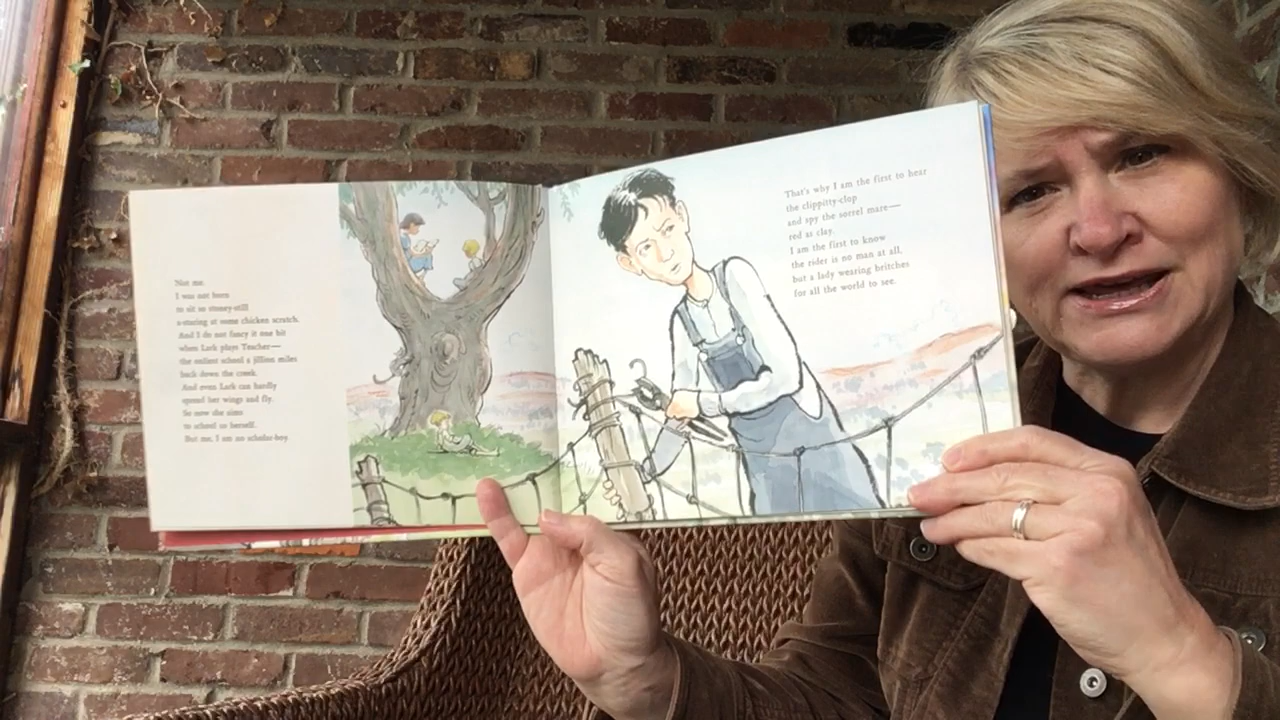 Not me.
I was not born
to sit so stoney-still
a-staring at some chicken scratch.
And I do not fancy it one bit
when Lark plays Teacher—
the onliest school a jillion miles
back down the creek.
And even Lark can hardly
spread her wings and fly.
So now she aims
to school us herself.
But me, I am no scholar-boy.
That's why I am the first to hear
the clippitty-clop
and spy the sorrel mare—
red as clay.
I am the first to know
the rider is no man at all,
but a lady wearing britches
for all the world to see.